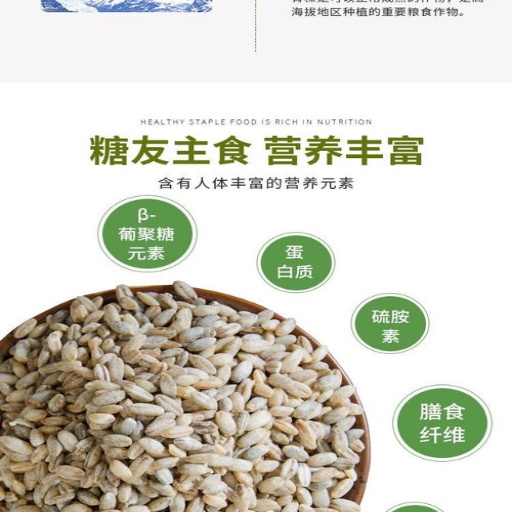 海拔地区种植的重要粮食作物。
HEALTHY STAPLE FOOD IS RICH IN NUTRITION
糖友主食 营养丰富
含有人体丰富的营养元素
β-
葡聚糖
元素
蛋
白质
硫胺
素
膳食
纤维